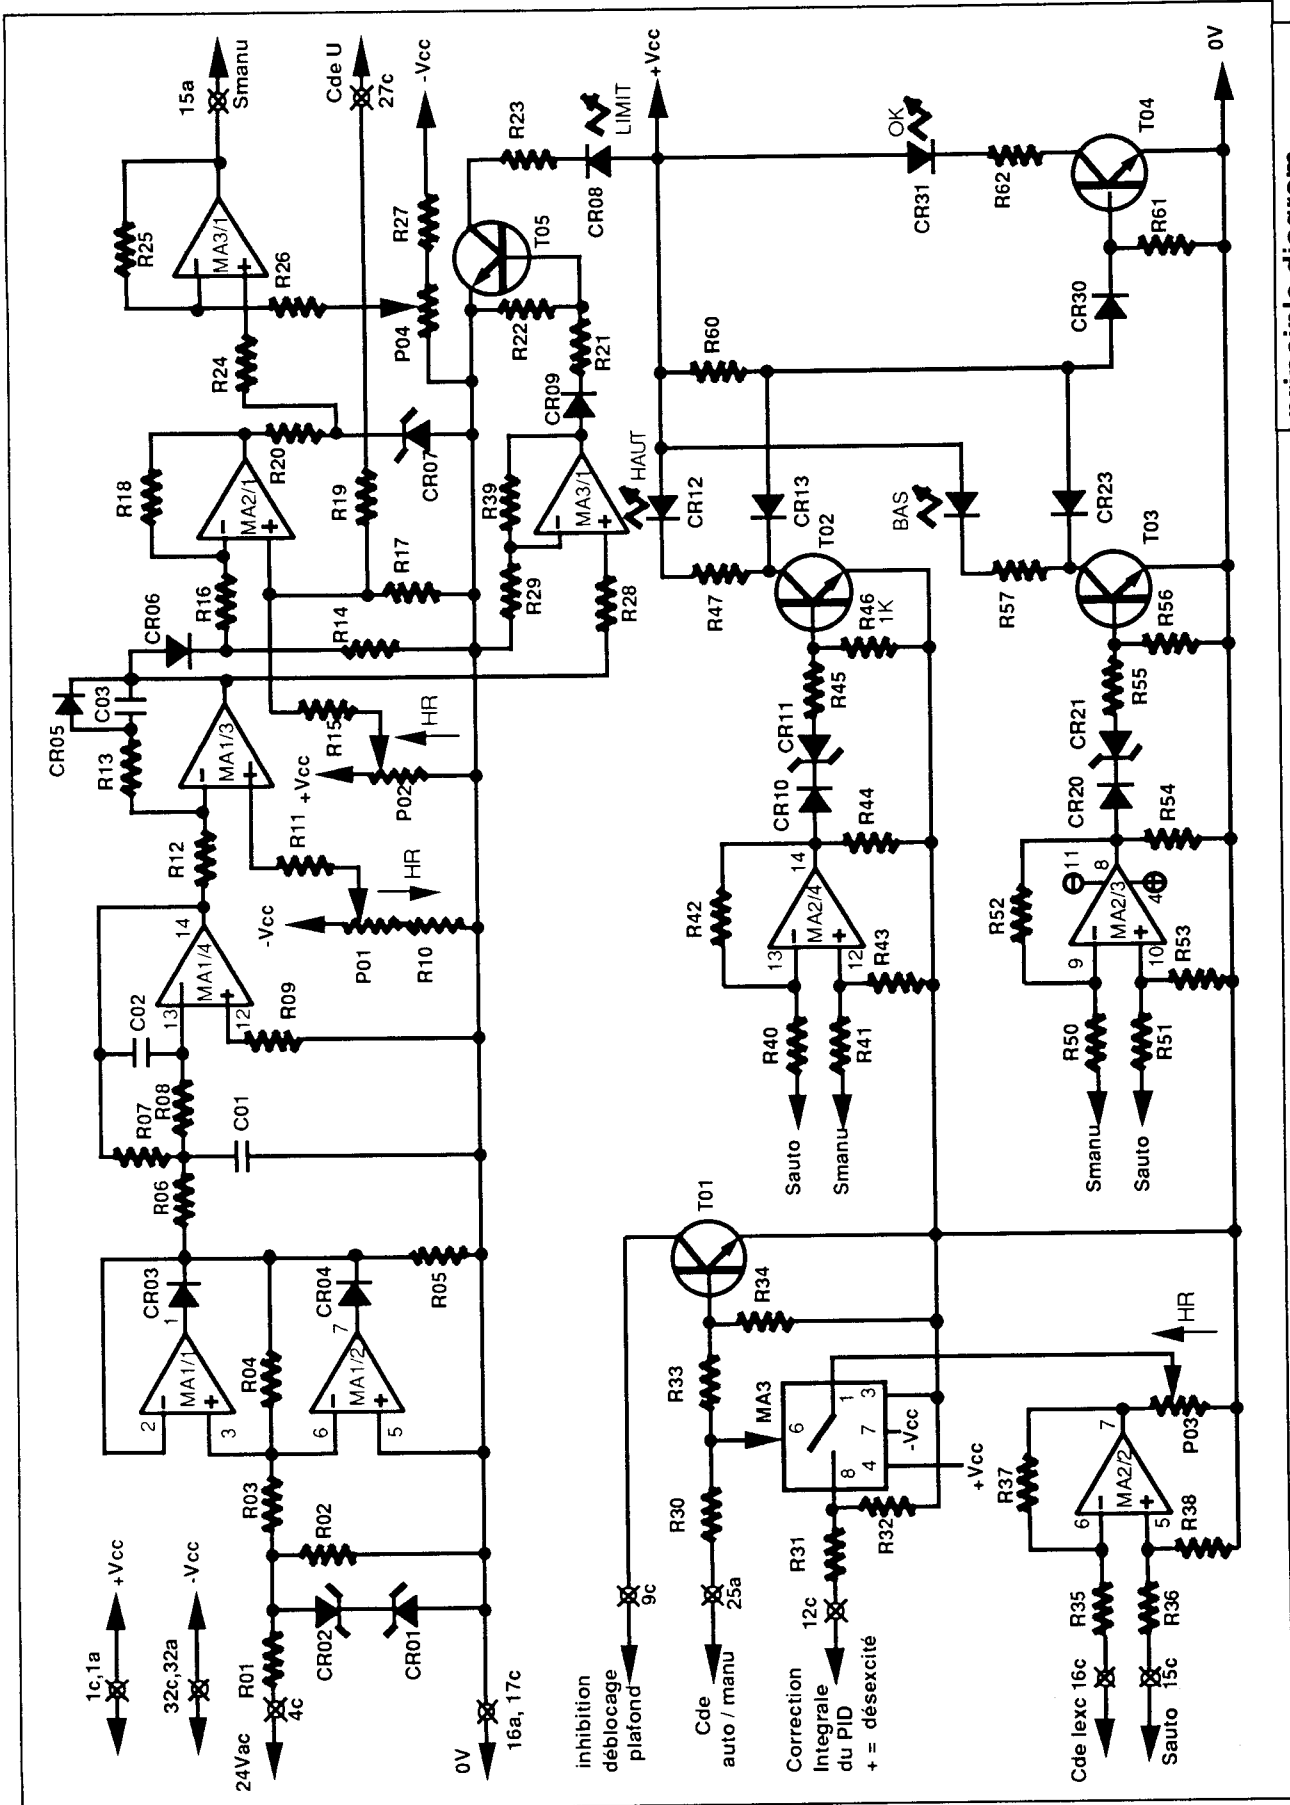 15a
Smanu
Cde U
27c
-Vcc
R25
MA3/1
R26
R24
R27
P04
R23
LIMIT
CR08
T05
R22
R21
CR09
+Vcc
OK
CR31
R62
T04
R61
0V
CR30
R60
R18
MA2/1
R20
R19
CR07
R39
MA3/1
HAUT
CR12
CR13
BAS
CR23
R16
R17
R29
R28
CR06
R14
R47
T02
R46
1K
R57
T03
R56
CR05
C03
R13
MA1/3
R15
HR
+Vcc
P02
R45
CR11
CR10
R44
R55
CR21
CR20
R54
R12
R11
HR
-Vcc
P01
R10
14
MA1/4
13
12
C02
R09
R42
14
MA2/4
13
12
R43
R52
11
8
MA2/3
4
9
10
R53
R07
R08
C01
R06
R40
R41
Sauto
Smanu
R50
R51
Smanu
Sauto
CR03
1
MA1/1
2
3
R04
CR04
7
MA1/2
6
5
R05
T01
R34
R33
MA3
6
1
3
7
8
4
-Vcc
+Vcc
HR
P03
R37
7
MA2/2
6
5
R38
R03
R02
R30
R31
R32
+Vcc
1c,1a
-Vcc
32c,32a
R01
4c
24Vac
CR02
CR01
16a, 17c
0V
9c
inhibition
déblocage
plafond
25a
Cde
auto / manu
12c
Correction
Integrale
du PID
+ = désexcité
R35
R36
Cde Iexc 16c
Sauto 15c